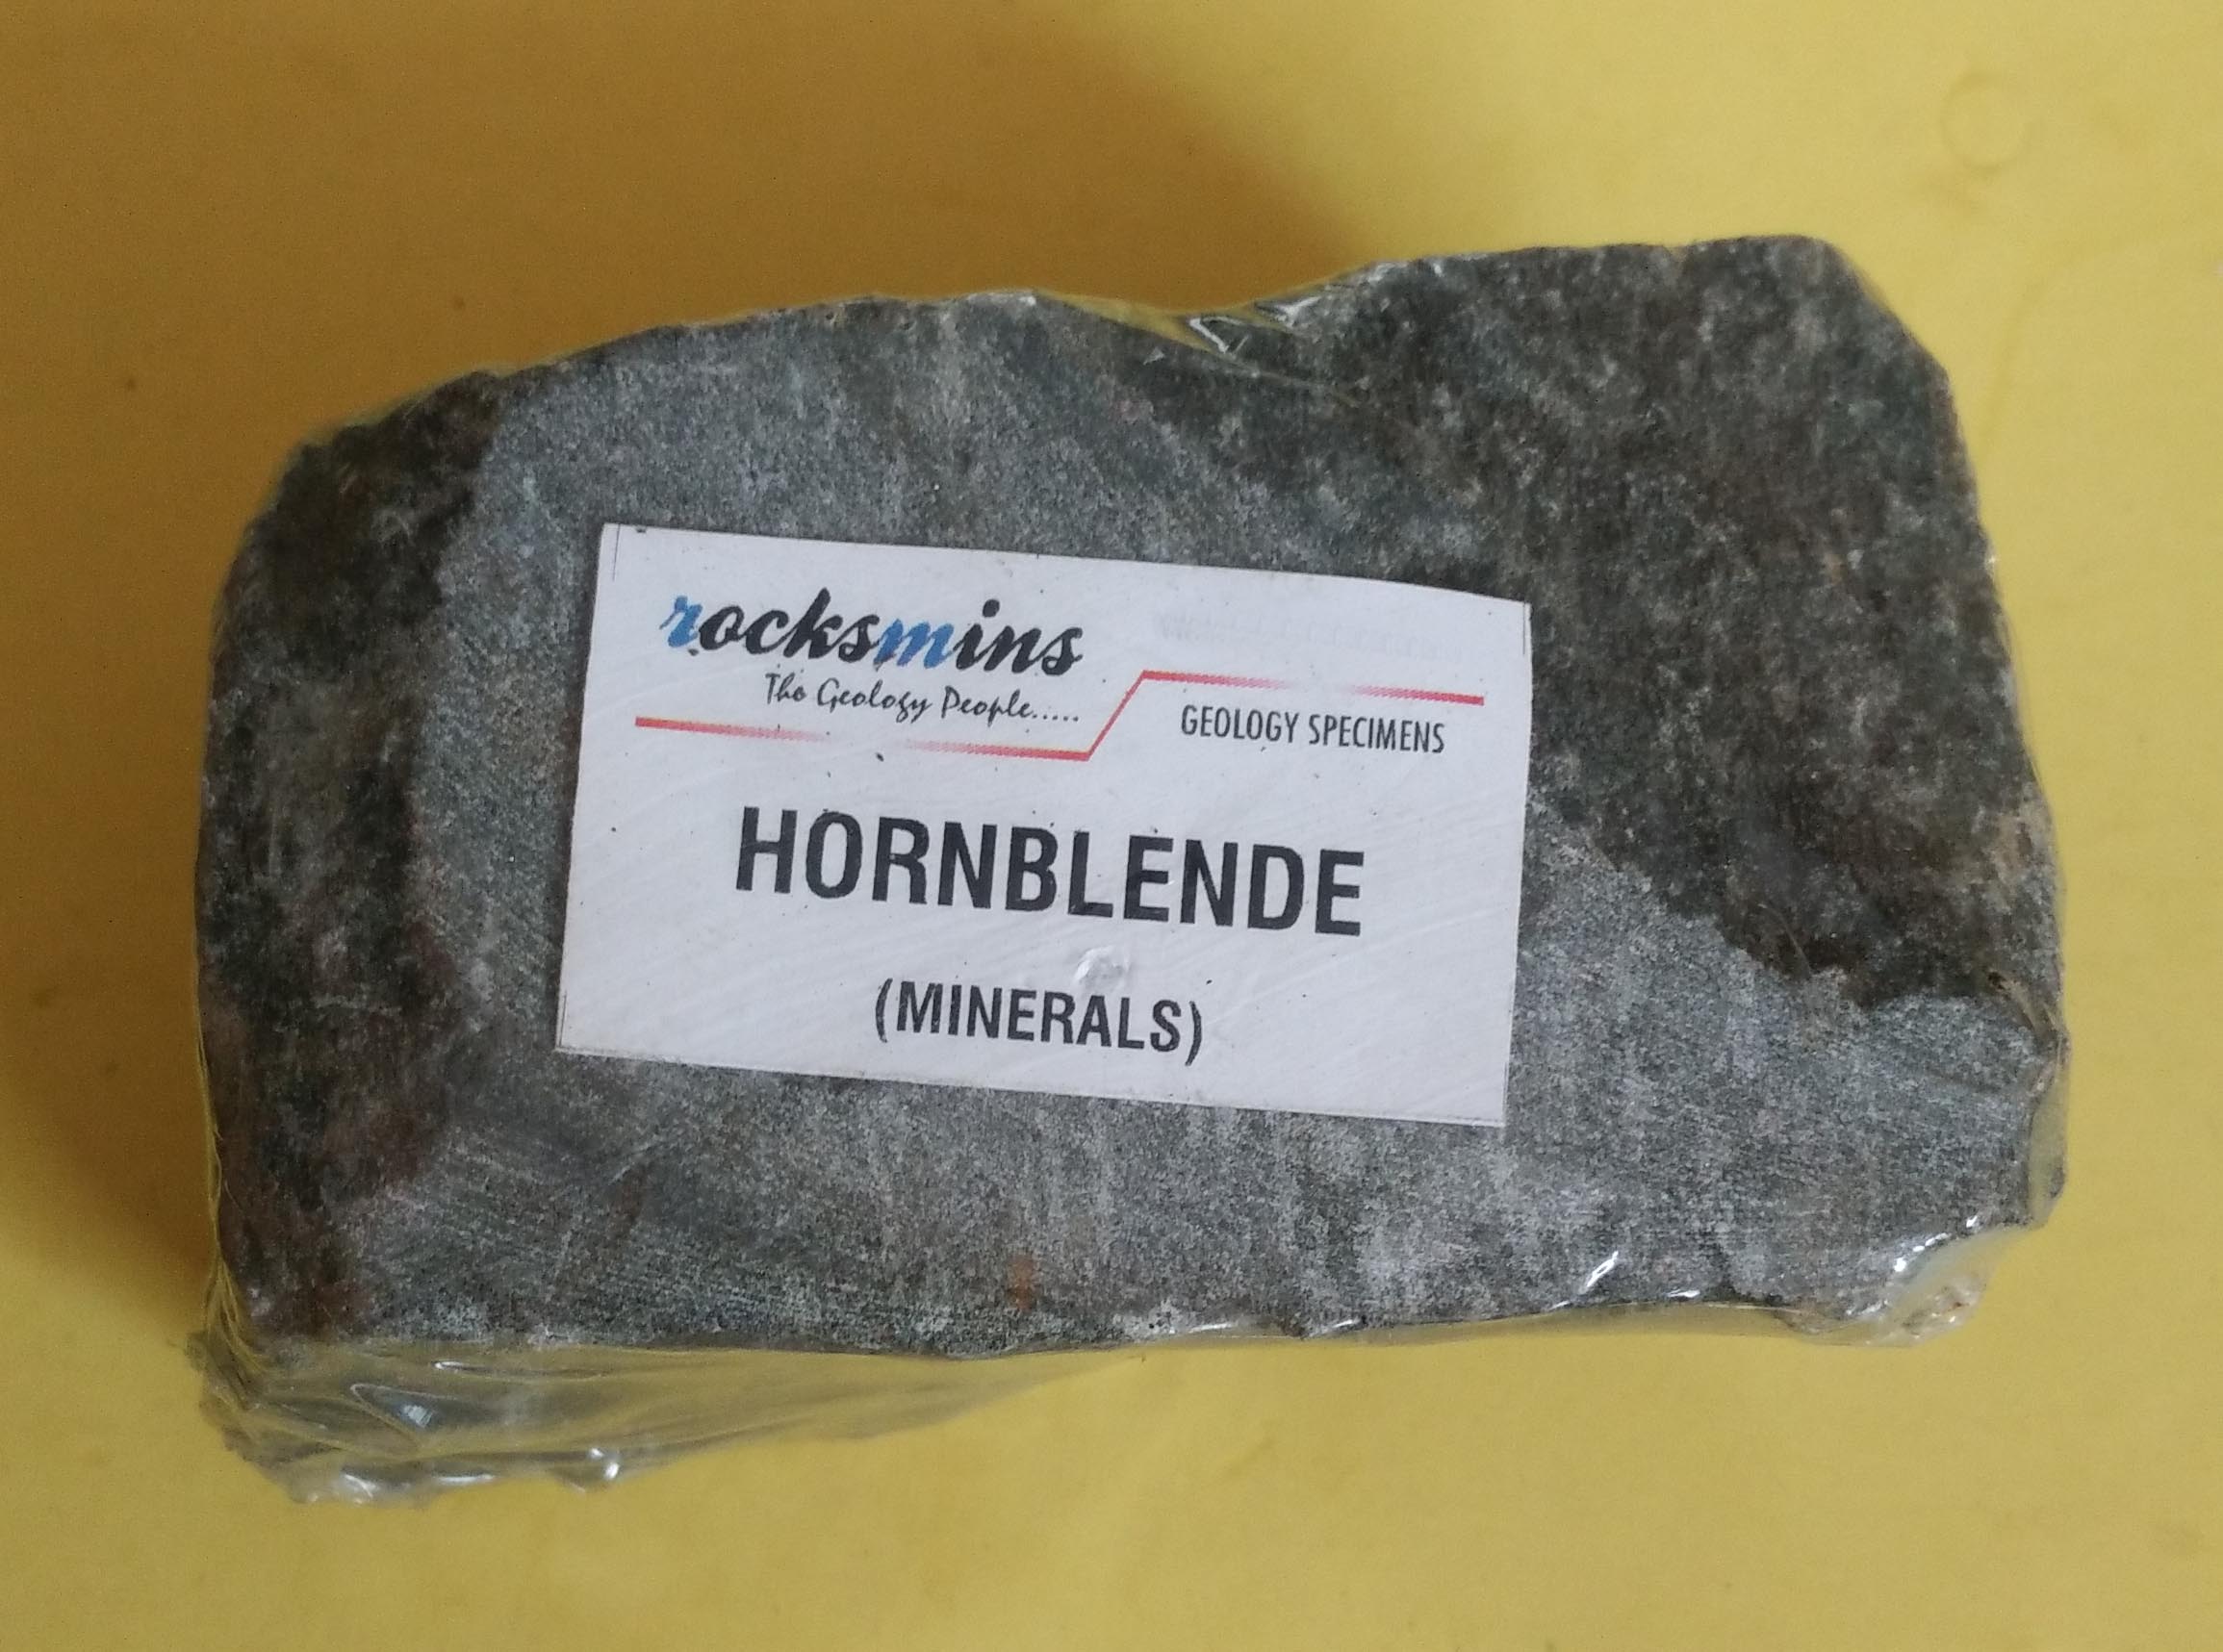 rocksmins
The Geology People.....
GEOLOGY SPECIMENS
HORNBLENDE
(MINERALS)